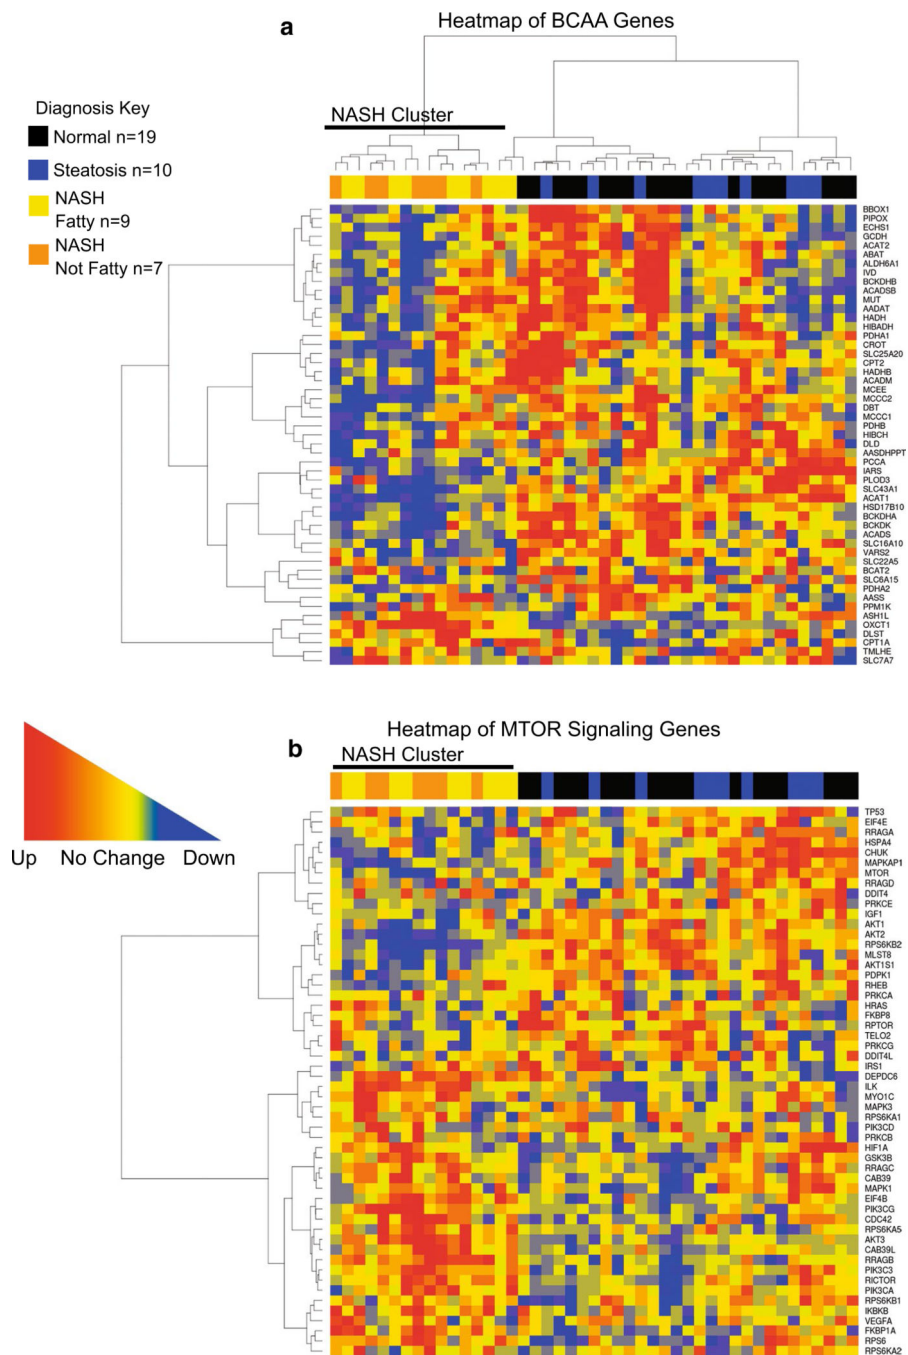 a
Heatmap of BCAA Genes
Diagnosis Key
Normal n=19
Steatosis n=10
NASH
Fatty n=9
NASH
Not Fatty n=7
NASH Cluster
BBOX1
PIPOX
ECHS1
GCDH
ACAT2
ABAT
ALDH6A1
IVD
BCKDHB
ACADSB
MUT
AADAT
HADH
HIBADH
PDHA1
CROT
SLC25A20
CPT2
HADHB
ACADM
MCEE
MCCC2
DBT
MCCC1
PDHB
HIBCH
DLD
AASDHPPT
PCCA
IARS
PLOD3
SLC43A1
ACAT1
HSD17B10
BCKDHA
BCKDK
ACADS
SLC16A10
VARS2
SLC22A5
BCAT2
SLC6A15
PDHA2
AASS
PPM1K
ASH1L
OXCT1
DLST
CPT1A
TMLHE
SLC7A7
Up No Change Down
b
Heatmap of MTOR Signaling Genes
NASH Cluster
TP53
EIF4E
RRAGA
HSPA4
CHUK
MAPKAP1
MTOR
RRAGD
DDIT4
PRKCE
IGF1
AKT1
AKT2
RPS6KB2
MLST8
AKT1S1
PDPK1
RHEB
PRKCA
HRAS
FKBP8
RPTOR
TELO2
PRKCG
DDIT4L
IRS1
DEPDC6
ILK
MYO1C
MAPK3
RPS6KA1
PIK3CD
PRKCB
HIF1A
GSK3B
RRAGC
CAB39
MAPK1
EIF4B
PIK3CG
CDC42
RPS6KA5
AKT3
CAB39L
RRAGB
PIK3C3
RICTOR
PIK3CA
RPS6KB1
IKBKB
VEGFA
FKBP1A
RPS6
RPS6KA2